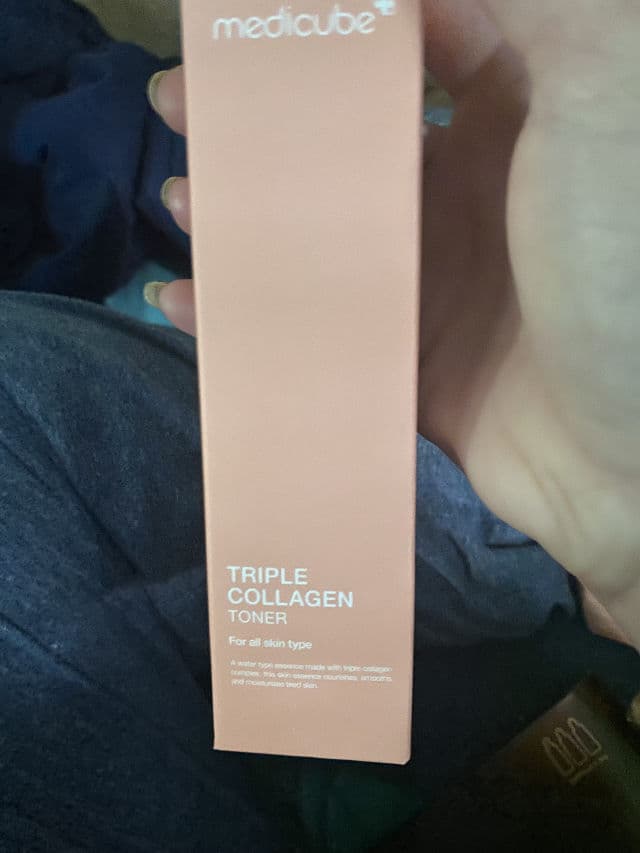 medicube+
TRIPLE
COLLAGEN
TONER
For all skin type
A water type essence made with triple collagen
complex, this skin essence nourishes, smooths
and moisturises tired skin.